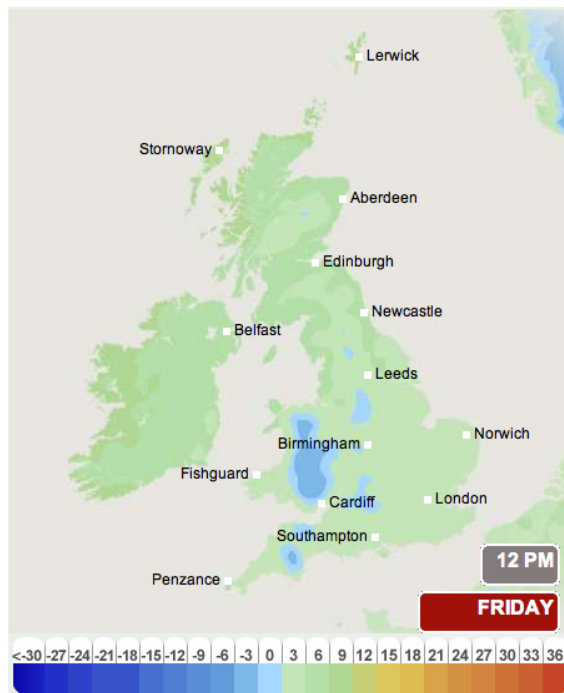 Lerwick
Stornoway
Aberdeen
Edinburgh
Newcastle
Belfast
Leeds
Norwich
Birmingham
Fishguard
London
Cardiff
Southampton
12 PM
Penzance
FRIDAY
<-30 -27 -24 -21 -18 -15 -12 -9 -6 -3 0 3 6 9 12 15 18 21 24 27 30 33 36